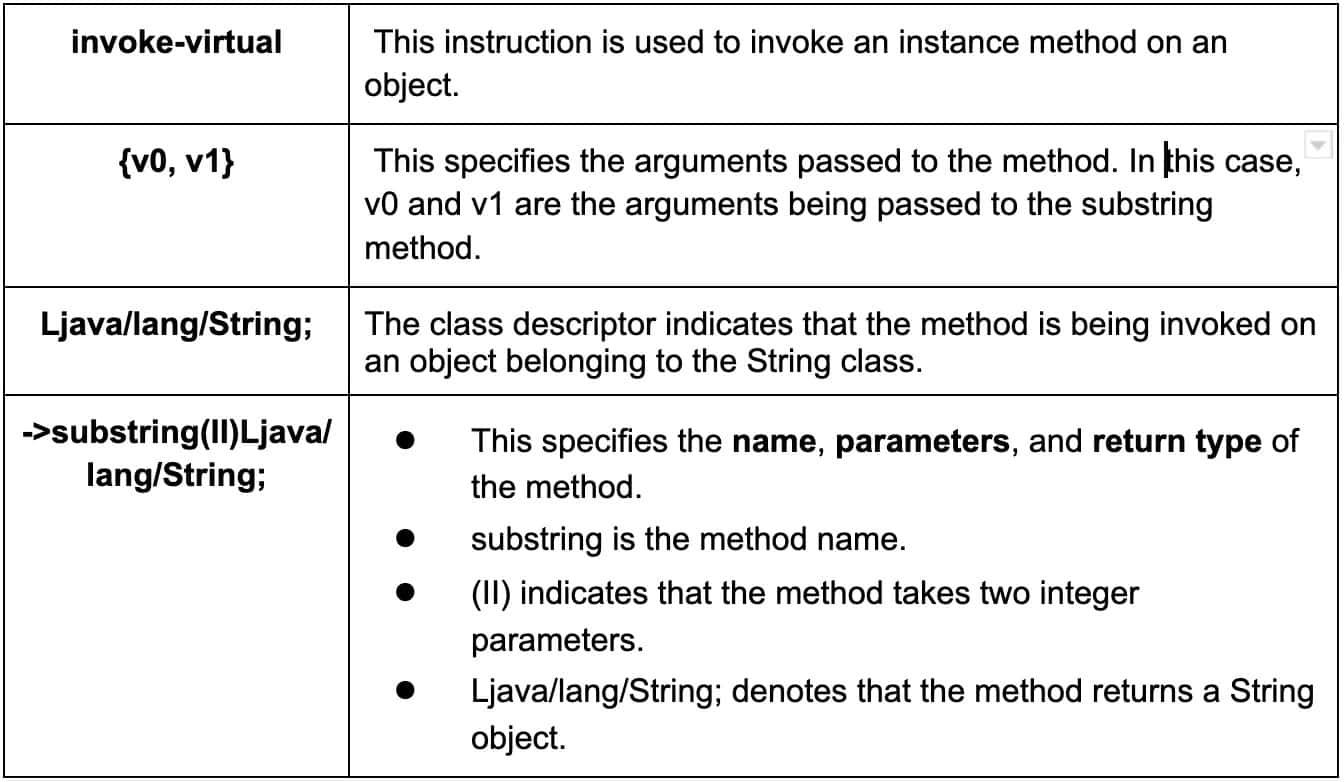 invoke-virtual
This instruction is used to invoke an instance method on an
object.
{v0, v1}
This specifies the arguments passed to the method. In this case,
v0 and v1 are the arguments being passed to the substring
method.
Ljava/lang/String;
The class descriptor indicates that the method is being invoked on
an object belonging to the String class.
->substring(II)Ljava/
lang/String;
● This specifies the name, parameters, and return type of
the method.
● substring is the method name.
● (II) indicates that the method takes two integer
parameters.
● Ljava/lang/String; denotes that the method returns a String
object.